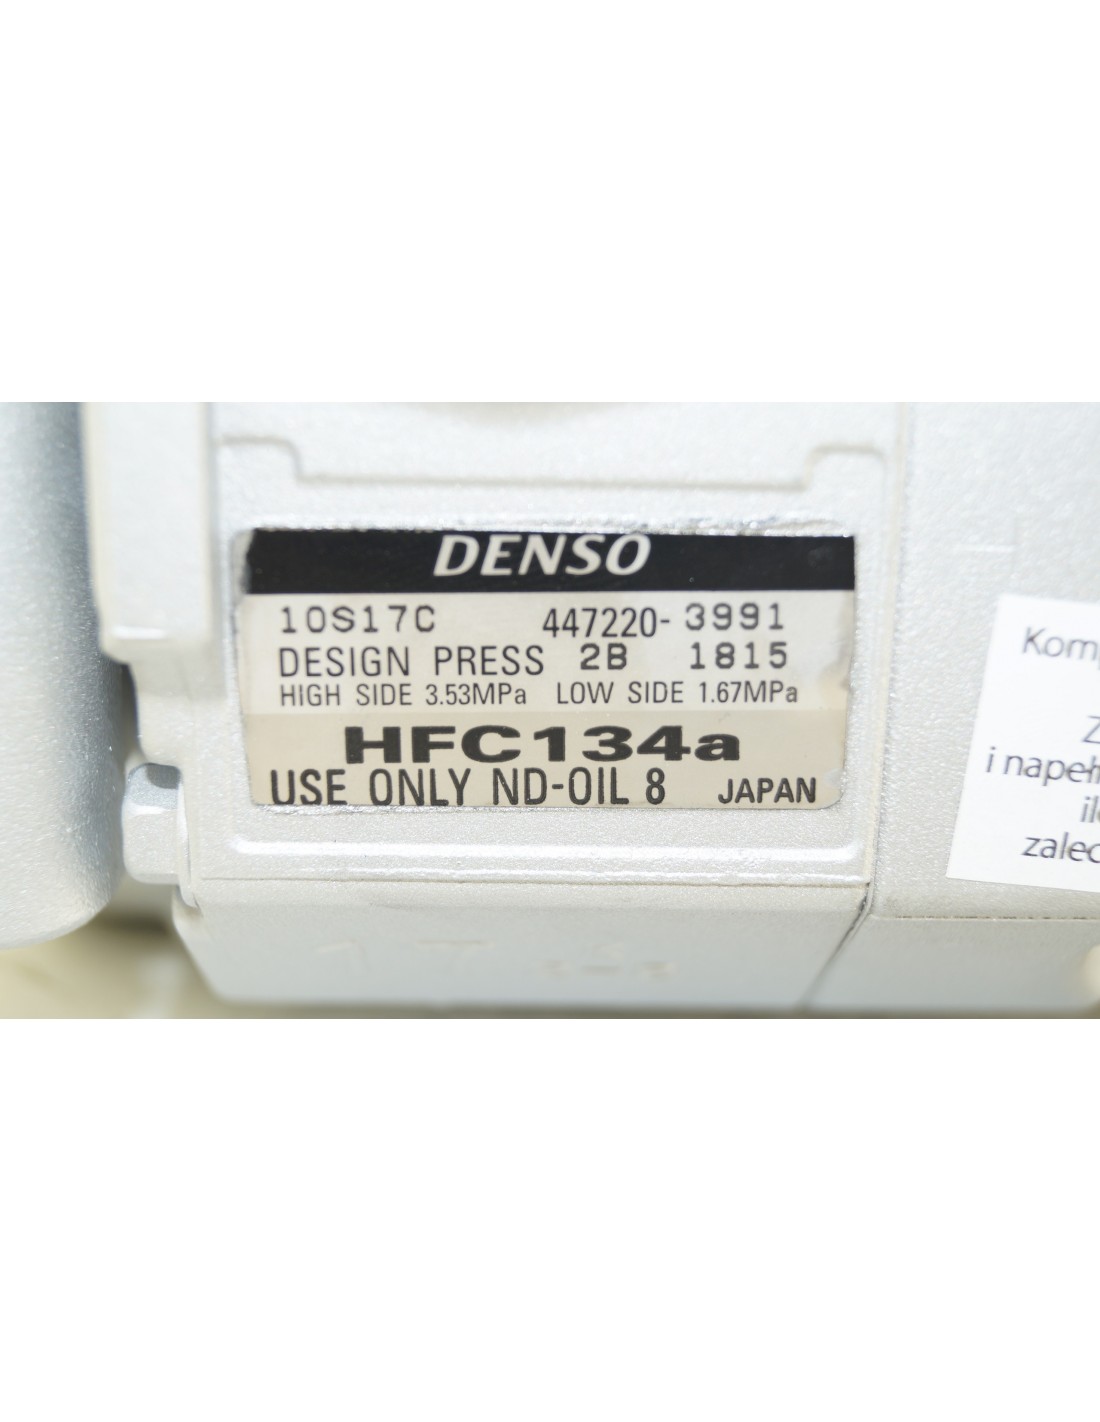 DENSO
10S17C 447220-3991
DESIGN PRESS 2B 1815
HIGH SIDE 3.53MPa LOW SIDE 1.67MPa
HFC134a
USE ONLY ND-OIL 8 JAPAN
i